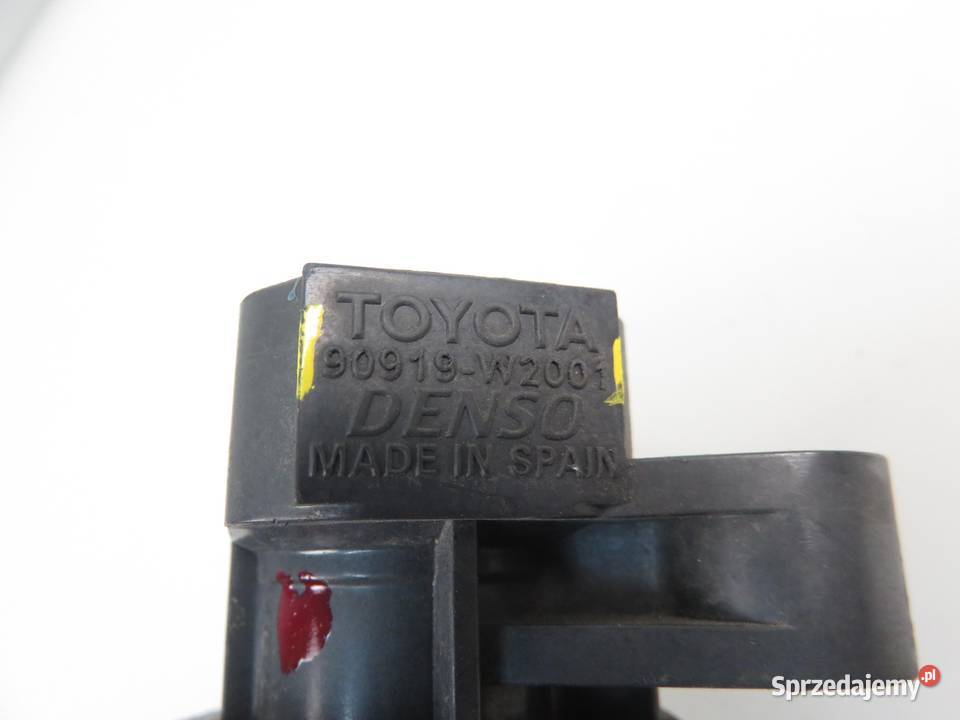 TOYOTA
90919-W2001
DENSO
MADE IN SPAIN
Sprzedajemy.pl